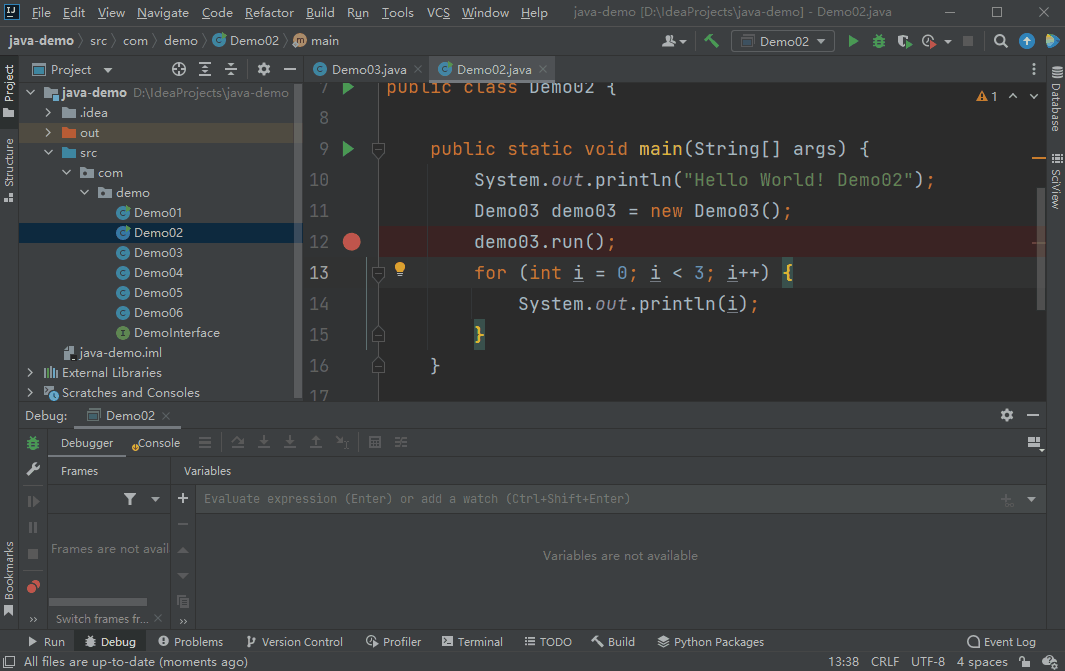 File Edit View Navigate Code Refactor Build Run Tools VCS Window Help java-demo [D:\IdeaProjects\java-demo] - Demo02.java
java-demo src com demo Demo02 main Demo02
Project
Demo03.java Demo02.java
Project
Structure
Bookmarks
java-demo D:\IdeaProjects\java-demo
.idea
out
src
com
demo
Demo01
Demo02
Demo03
Demo04
Demo05
Demo06
DemoInterface
java-demo.iml
External Libraries
Scratches and Consoles
7 public class Demo02 {
8
9 public static void main(String[] args) {
10 System.out.println("Hello World! Demo02");
11 Demo03 demo03 = new Demo03();
12 demo03.run();
13 for (int i = 0; i < 3; i++) {
14 System.out.println(i);
15 }
16 }
17
1
Database
SciView
Debug: Demo02
Debugger Console
Frames Variables
Evaluate expression (Enter) or add a watch (Ctrl+Shift+Enter)
Frames are not avail
Variables are not available
Switch frames fr...
Run Debug Problems Version Control Profiler Terminal TODO Build Python Packages Event Log
All files are up-to-date (moments ago) 13:38 CRLF UTF-8 4 spaces